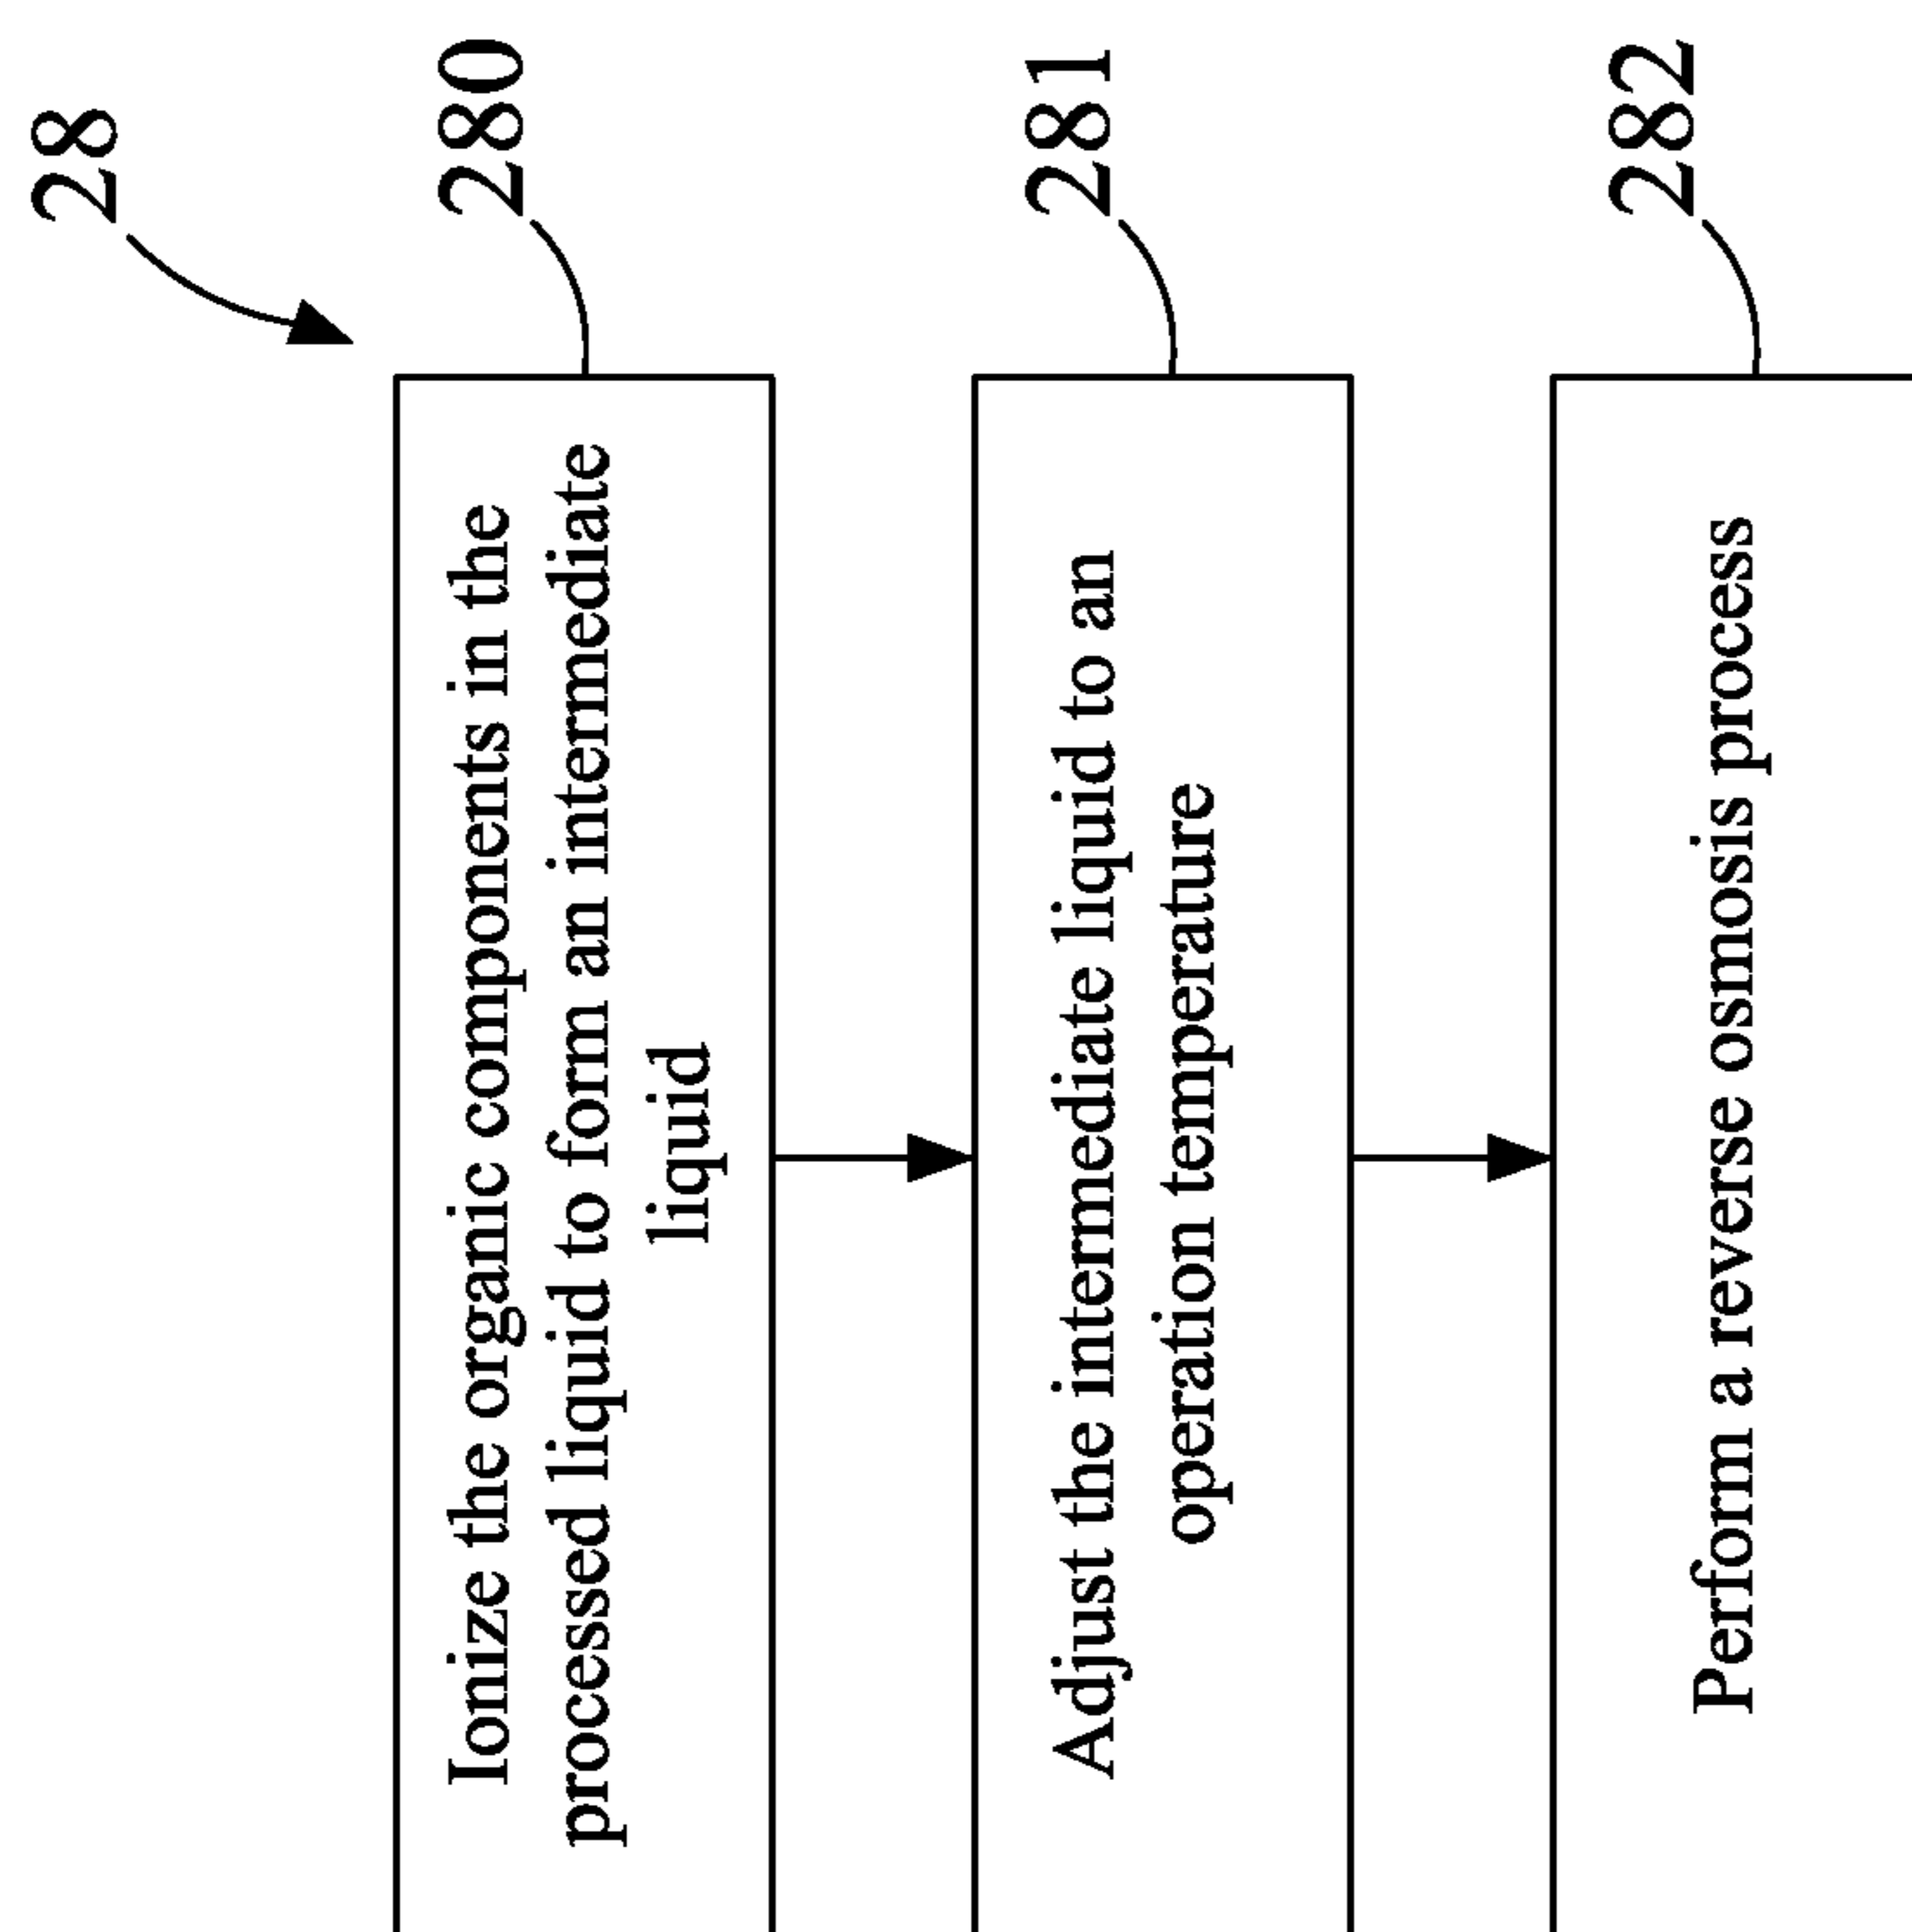 28
280
Ionize the organic components in the
processed liquid to form an intermediate
liquid
281
Adjust the intermediate liquid to an
operation temperature
282
Perform a reverse osmosis process